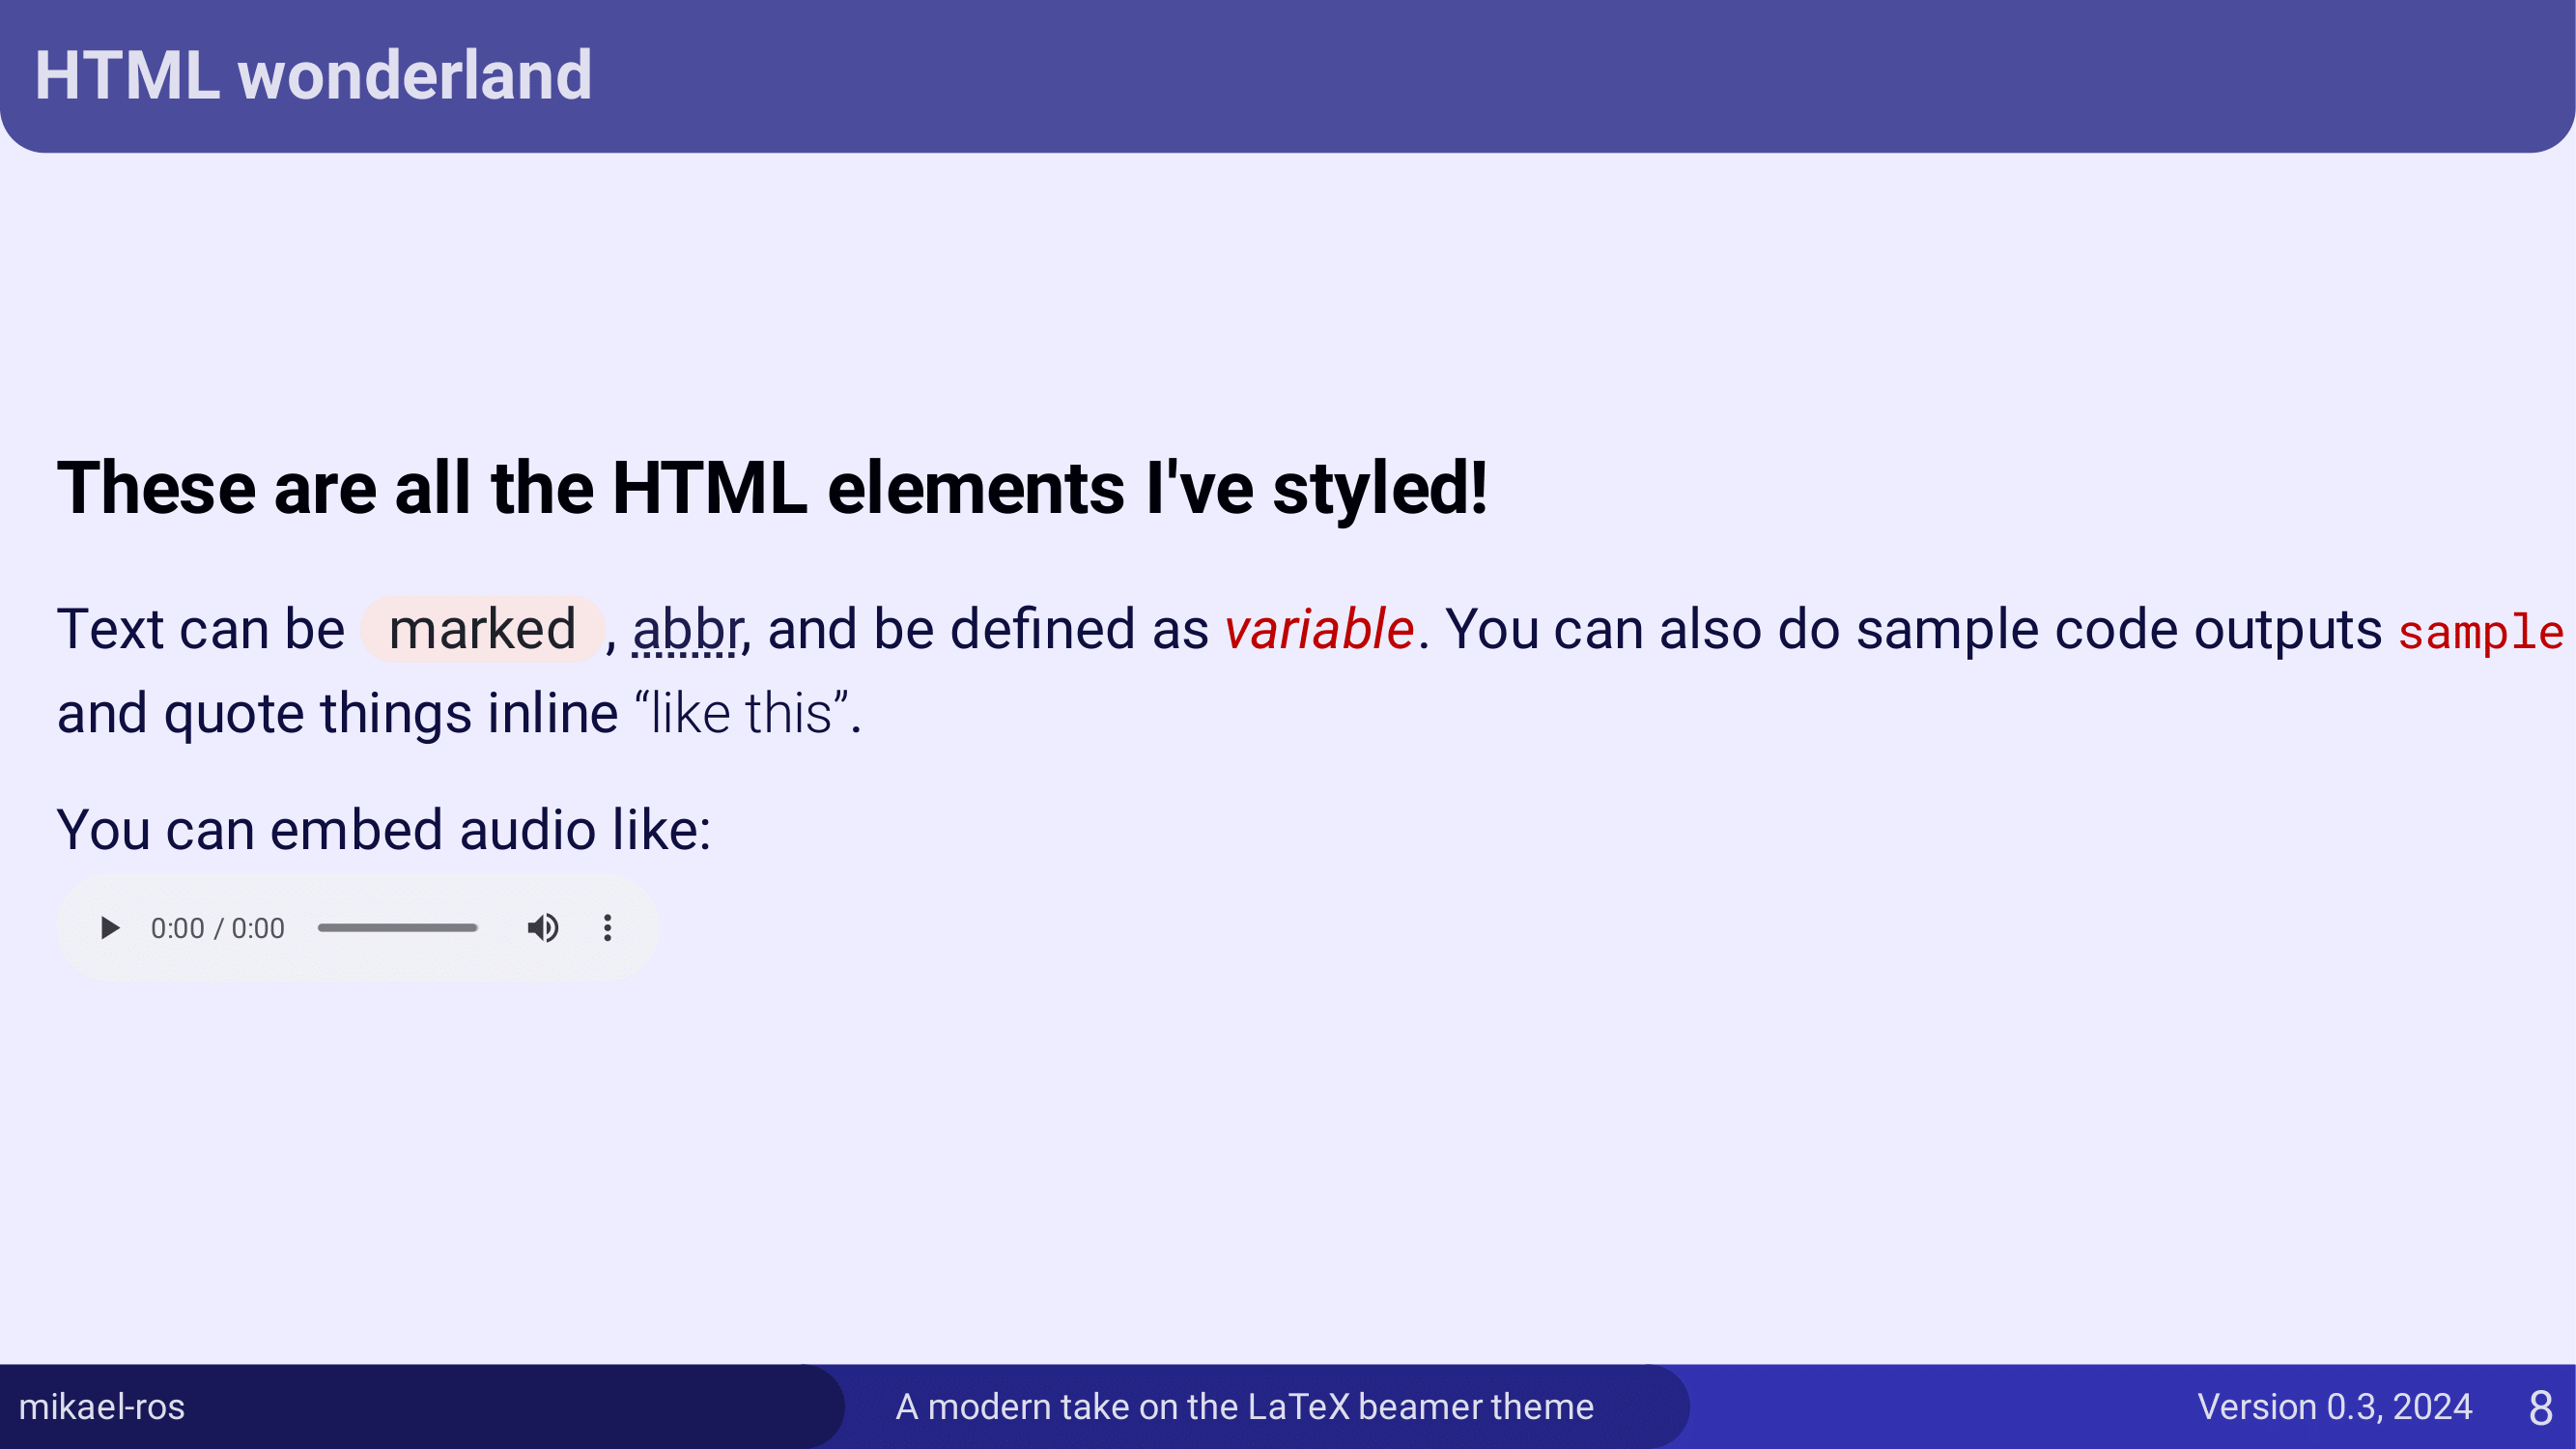 HTML wonderland
These are all the HTML elements I've styled!
Text can be marked , abbr, and be defined as variable. You can also do sample code outputs sample
and quote things inline “like this”.
You can embed audio like:
0:00 / 0:00
mikael-ros
A modern take on the LaTeX beamer theme
Version 0.3, 2024
8